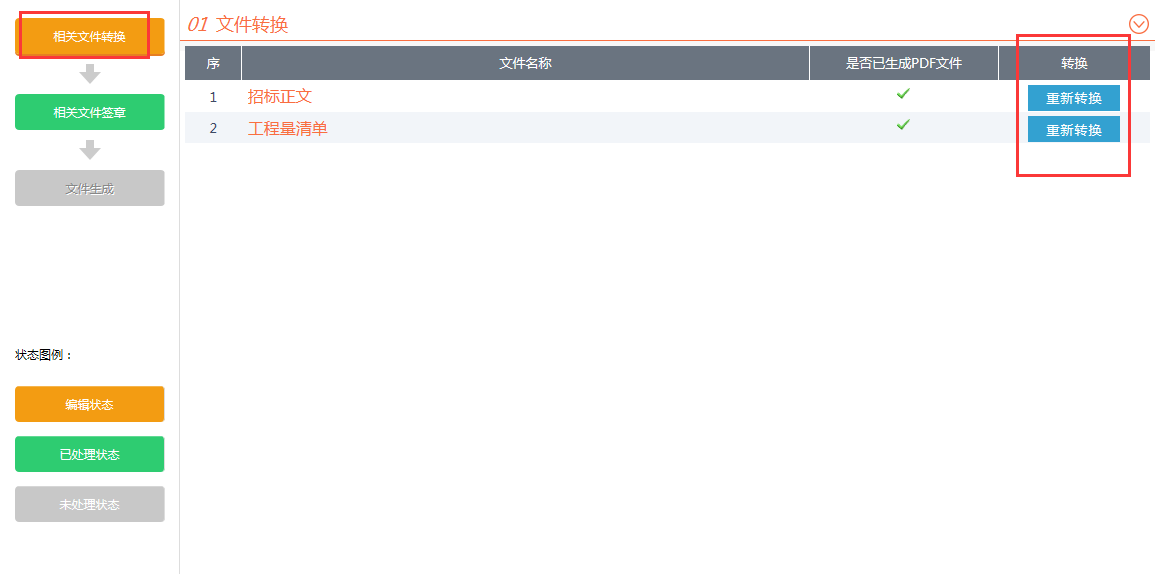 相关文件转换
相关文件签章
文件生成
状态图例：
编辑状态
已处理状态
未处理状态
01 文件转换
序 文件名称 是否已生成PDF文件 转换
1 招标正文 重新转换
2 工程量清单 重新转换